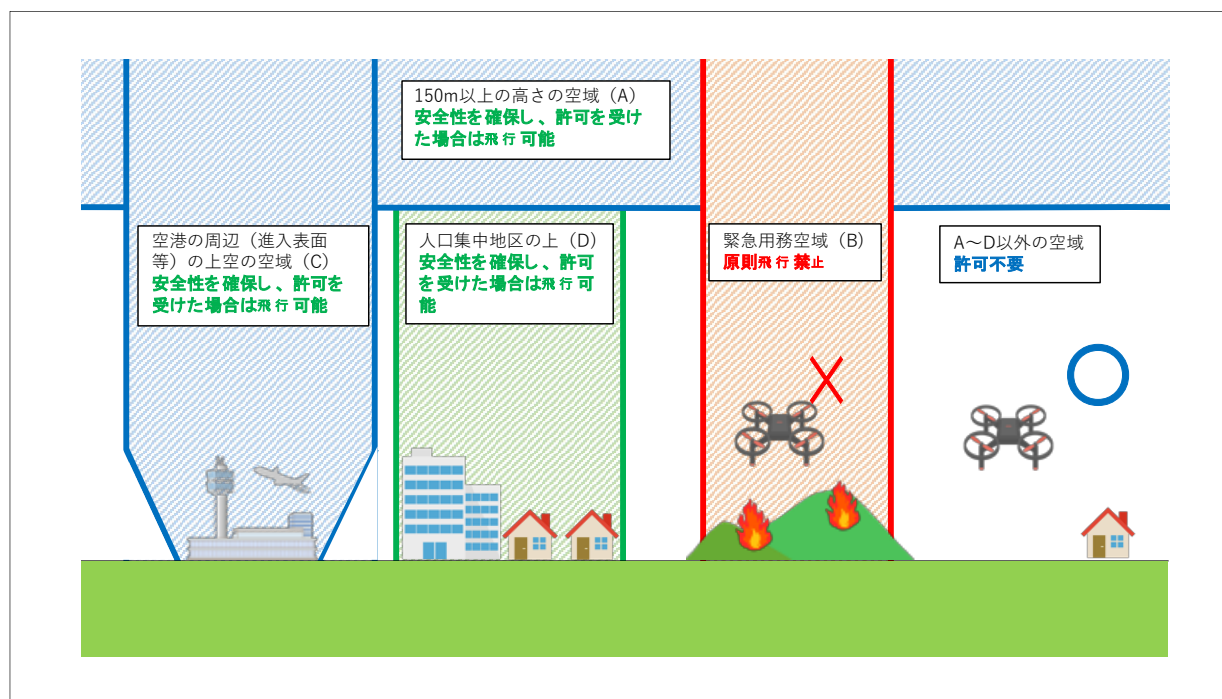 150m以上の高さの空域（A）
安全性を確保し、許可を受け
た場合は飛行可能
空港の周辺（進入表面
等）の上空の空域（C）
安全性を確保し、許可を
受けた場合は飛行可能
人口集中地区の上（D）
安全性を確保し、許可
を受けた場合は飛行可
能
緊急用務空域（B）
原則飛行禁止
A～D以外の空域
許可不要